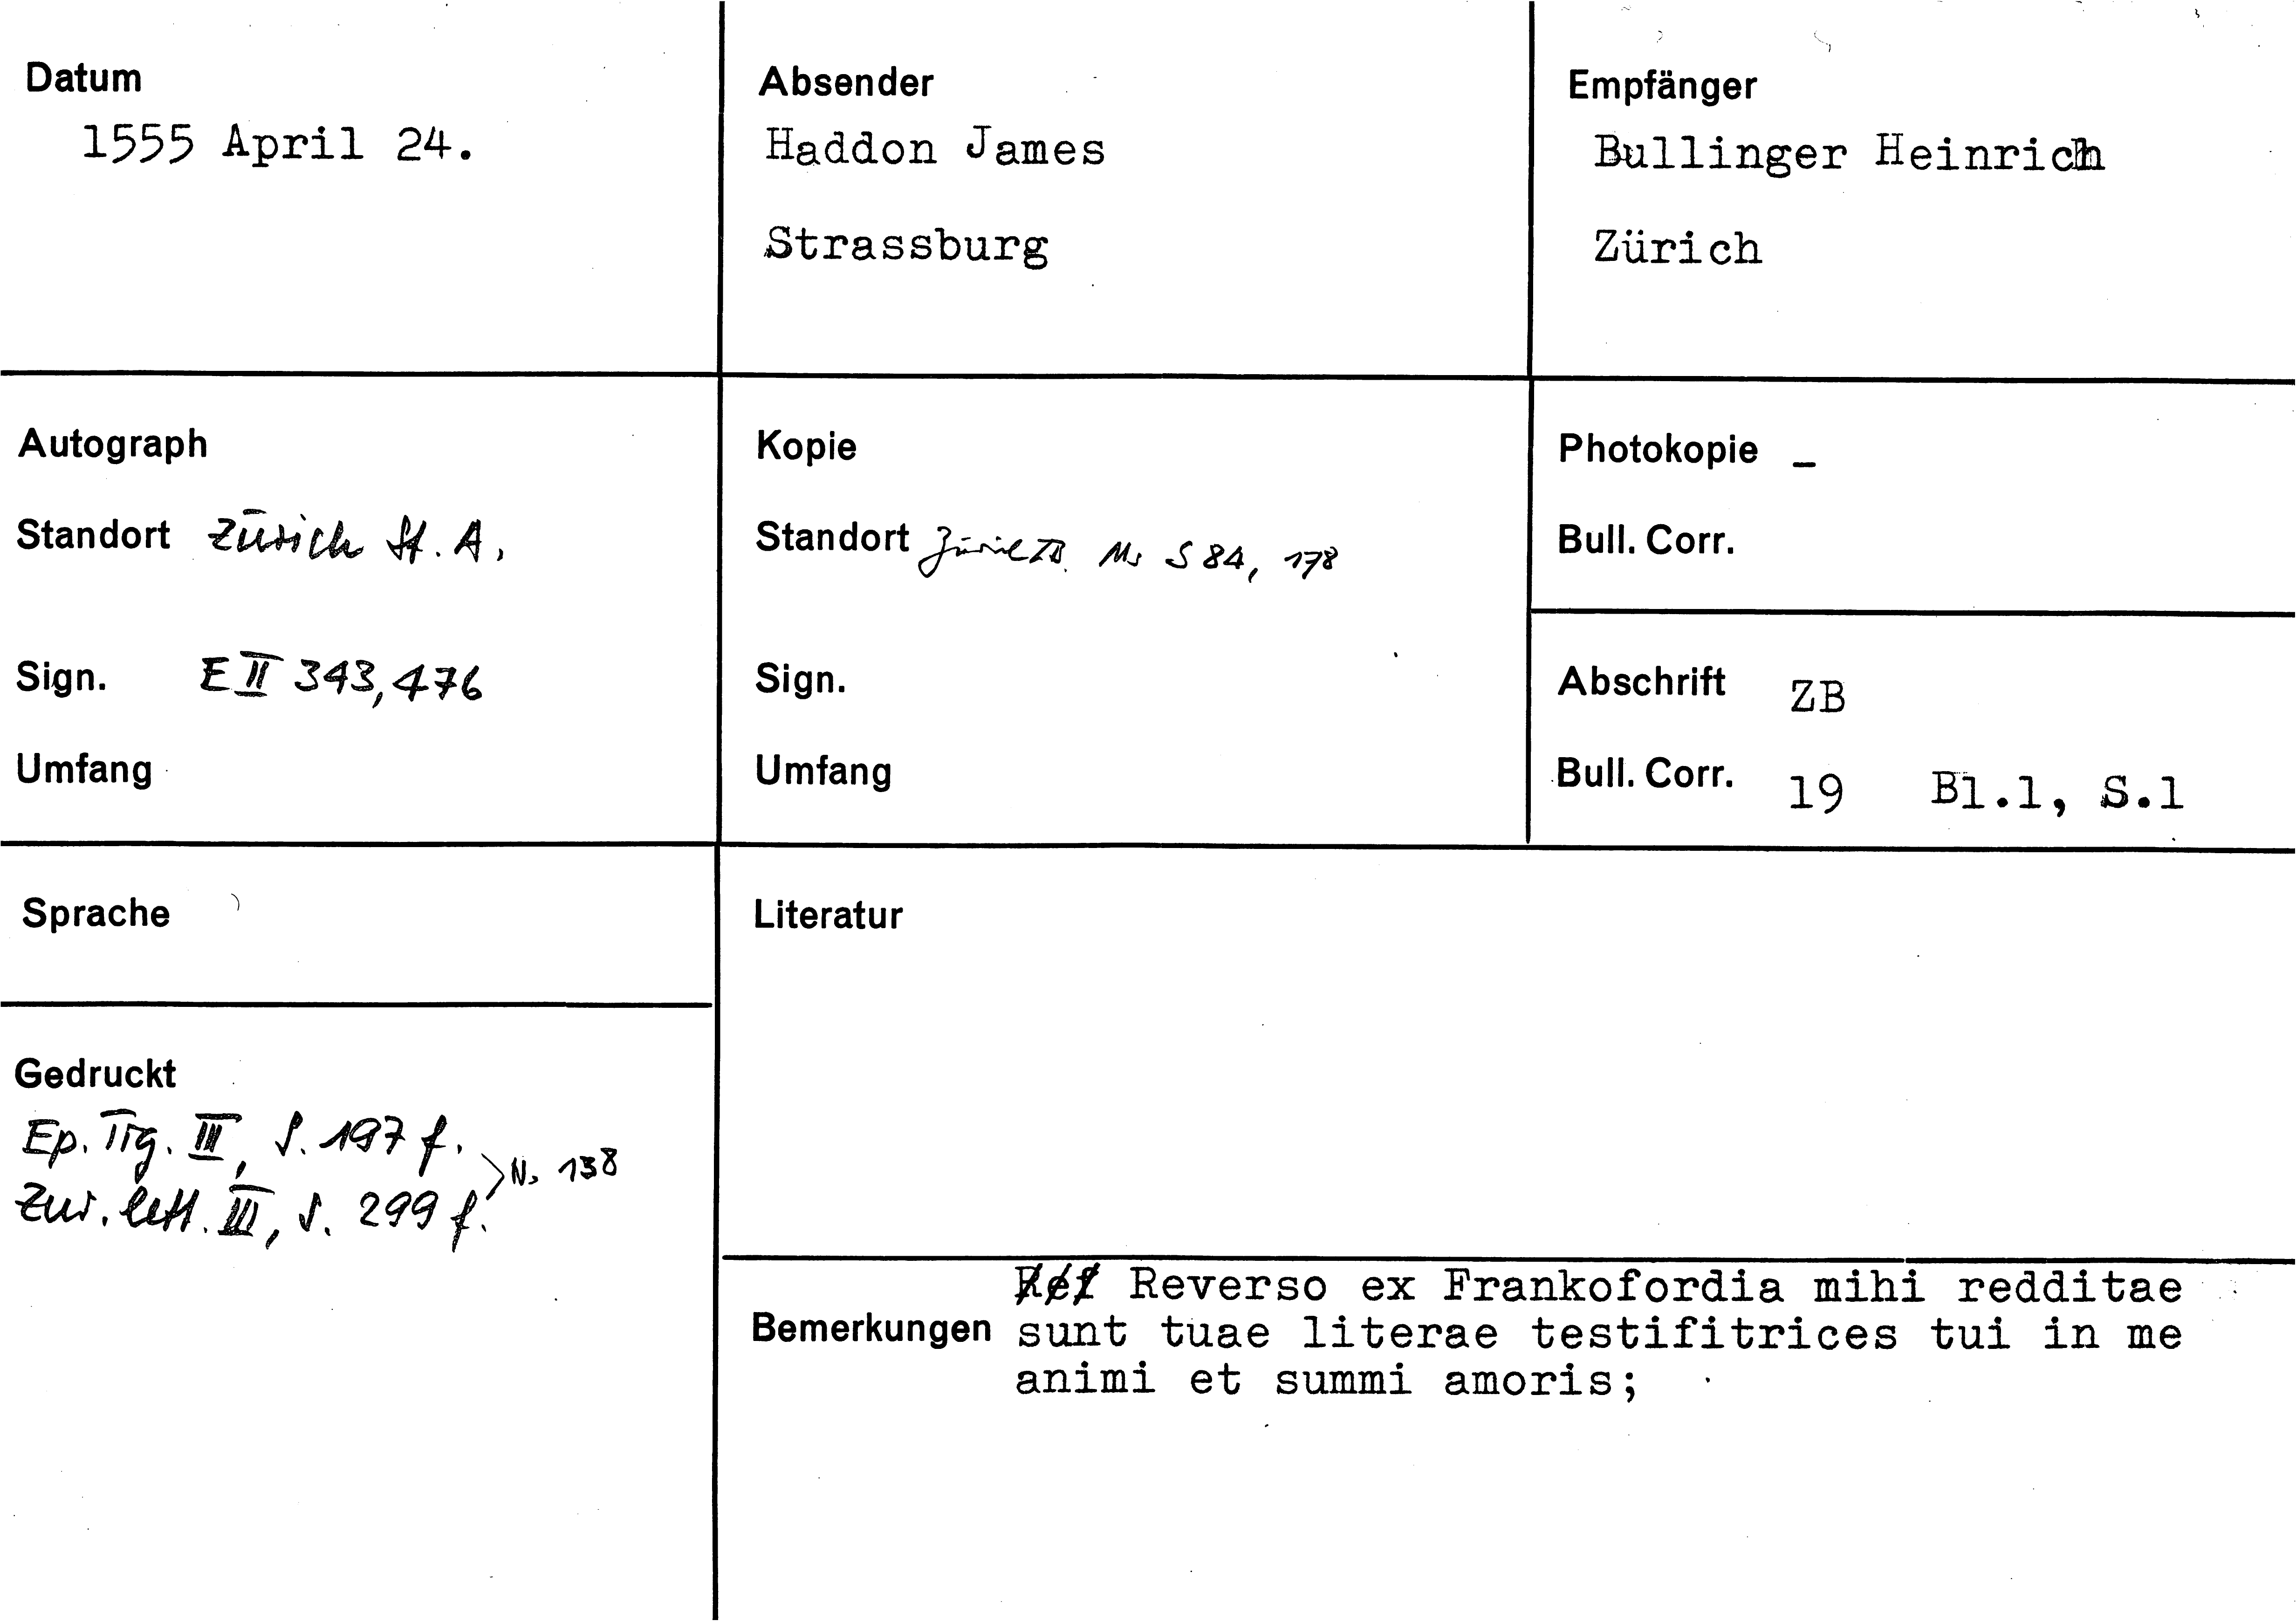 Datum
1555 April 24.
Absender
Haddon James
Strassburg
Empfänger
Bullinger Heinrich
Zürich
Autograph
Standort Zürich St. A.
Sign. E II 343, 476
Umfang
Kopie
Standort Zürich ZB. Ms S 84, 178
Sign.
Umfang
Photokopie –
Bull. Corr.
Abschrift ZB
Bull. Corr. 19 Bl.1, S.1
Sprache
Gedruckt
Ep. Tig. III, S. 197 f.
Zur. lett. III, S. 299 f.
No 138
Literatur
Bemerkungen
Reverso ex Frankofordia mihi redditae
sunt tuae literae testifitrices tui in me
animi et summi amoris;